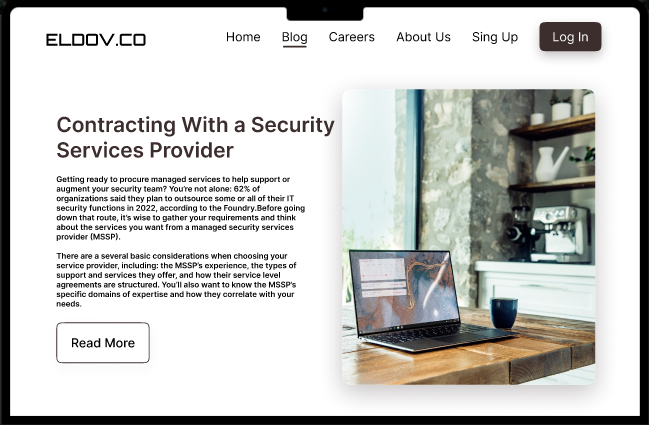 ELDOV.CO
Home
Blog
Careers
About Us
Sing Up
Log In
Contracting With a Security
Services Provider
Getting ready to procure managed services to help support or
augment your security team? You're not alone: 62% of
organizations said they plan to outsource some or all of their IT
security functions in 2022, according to the Foundry.Before going
down that route, it's wise to gather your requirements and think
about the services you want from a managed security services
provider (MSSP).
There are a several basic considerations when choosing your
service provider, including: the MSSP's experience, the types of
support and services they offer, and how their service level
agreements are structured. You'll also want to know the MSSP's
specific domains of expertise and how they correlate with your
needs.
Read More